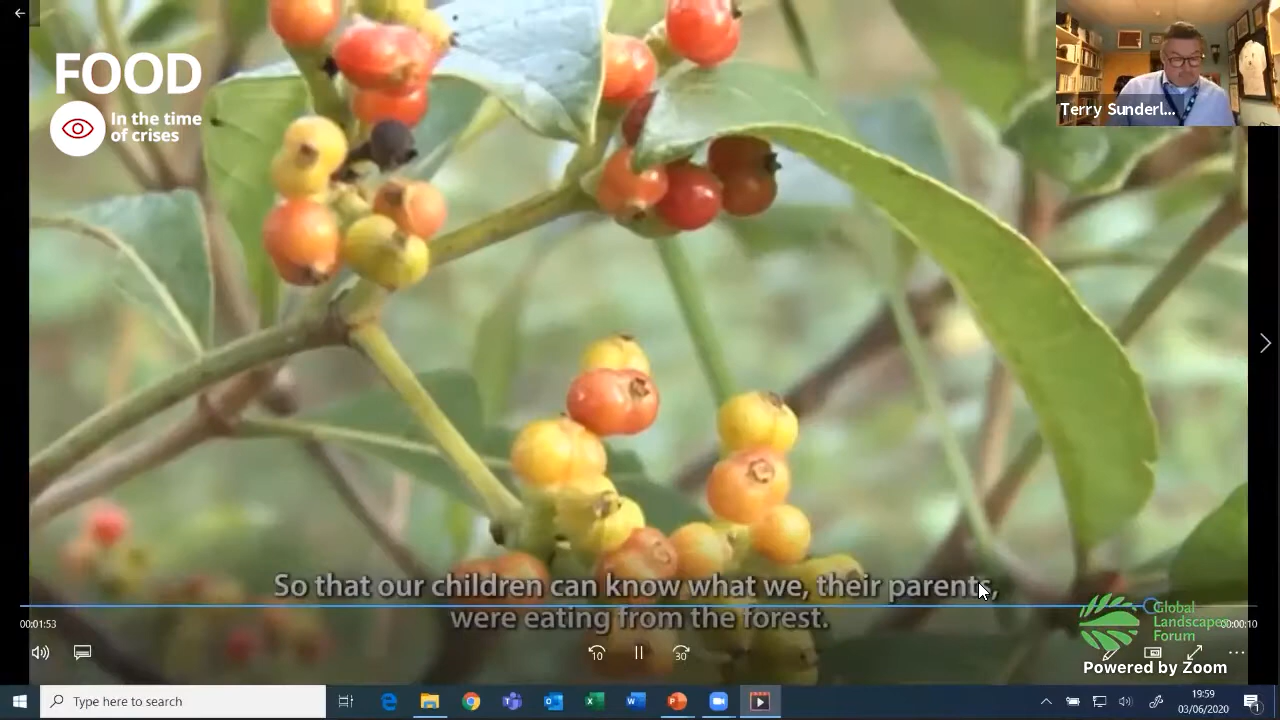 FOOD
In the time
of crises
Terry Sunderl...
So that our children can know what we, their parents,
were eating from the forest.
00:01:53
00:00:10
10
30
Global
Landscapes
Forum
Powered by Zoom
Type here to search
19:59
03/06/2020
1